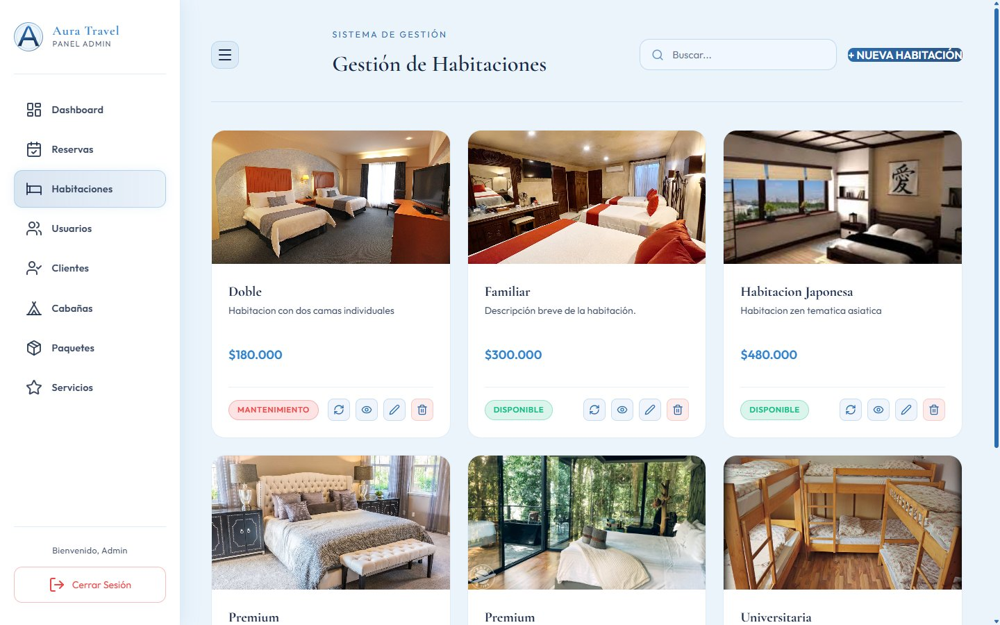 Aura Travel
PANEL ADMIN
Dashboard
Reservas
Habitaciones
Usuarios
Clientes
Cabañas
Paquetes
Servicios
Bienvenido, Admin
Cerrar Sesión
SISTEMA DE GESTIÓN
Gestión de Habitaciones
Buscar...
+ NUEVA HABITACIÓN
愛
Doble
Habitacion con dos camas individuales
$180.000
MANTENIMIENTO
Familiar
Descripción breve de la habitación.
$300.000
DISPONIBLE
Habitacion Japonesa
Habitacion zen tematica asiatica
$480.000
DISPONIBLE
Premium
Premium
Universitaria